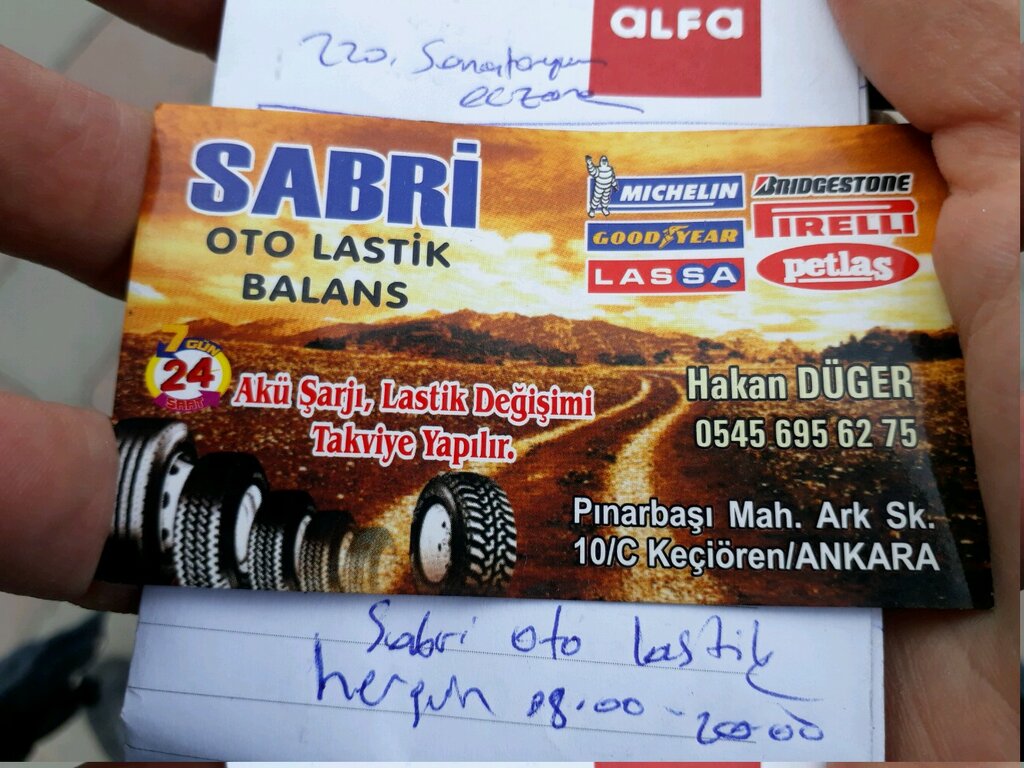 ALFA
220. Sanatoryum
eczane
SABRİ
OTO LASTİK
BALANS
MICHELIN
BRIDGESTONE
GOODYEAR
PIRELLI
LASSA
petlaş
7 GÜN
24
SAAT
Akü Şarjı, Lastik Değişimi
Takviye Yapılır.
Hakan DÜGER
0545 695 62 75
Pınarbaşı Mah. Ark Sk.
10/C Keçiören/ANKARA
Sabri oto lastik
hergün 08.00 - 20.00